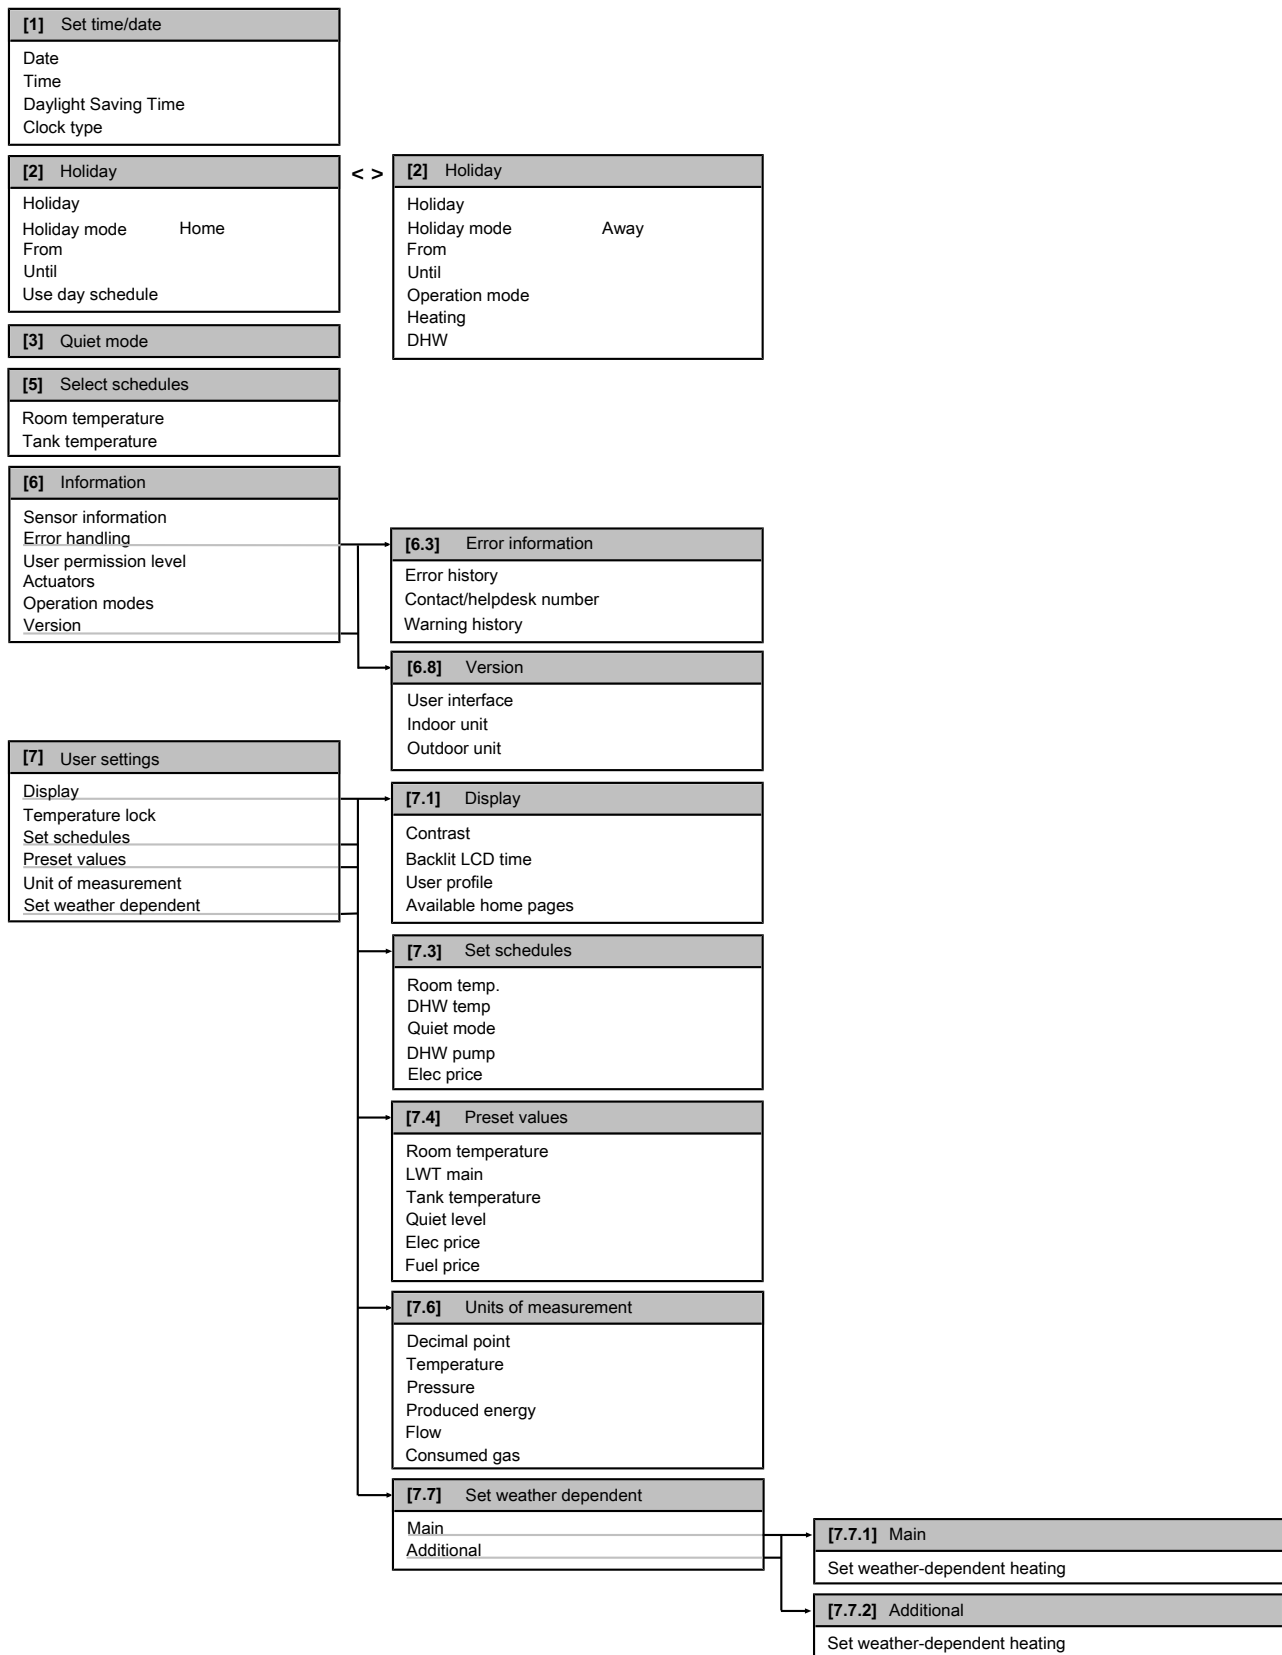 [1] Set time/date
Date
Time
Daylight Saving Time
Clock type
[2] Holiday
Holiday
Holiday mode Home
From
Until
Use day schedule
< >
[2] Holiday
Holiday
Holiday mode Away
From
Until
Operation mode
Heating
DHW
[3] Quiet mode
[5] Select schedules
Room temperature
Tank temperature
[6] Information
Sensor information
Error handling
User permission level
Actuators
Operation modes
Version
[6.3] Error information
Error history
Contact/helpdesk number
Warning history
[6.8] Version
User interface
Indoor unit
Outdoor unit
[7] User settings
Display
Temperature lock
Set schedules
Preset values
Unit of measurement
Set weather dependent
[7.1] Display
Contrast
Backlit LCD time
User profile
Available home pages
[7.3] Set schedules
Room temp.
DHW temp
Quiet mode
DHW pump
Elec price
[7.4] Preset values
Room temperature
LWT main
Tank temperature
Quiet level
Elec price
Fuel price
[7.6] Units of measurement
Decimal point
Temperature
Pressure
Produced energy
Flow
Consumed gas
[7.7] Set weather dependent
Main
Additional
[7.7.1] Main
Set weather-dependent heating
[7.7.2] Additional
Set weather-dependent heating